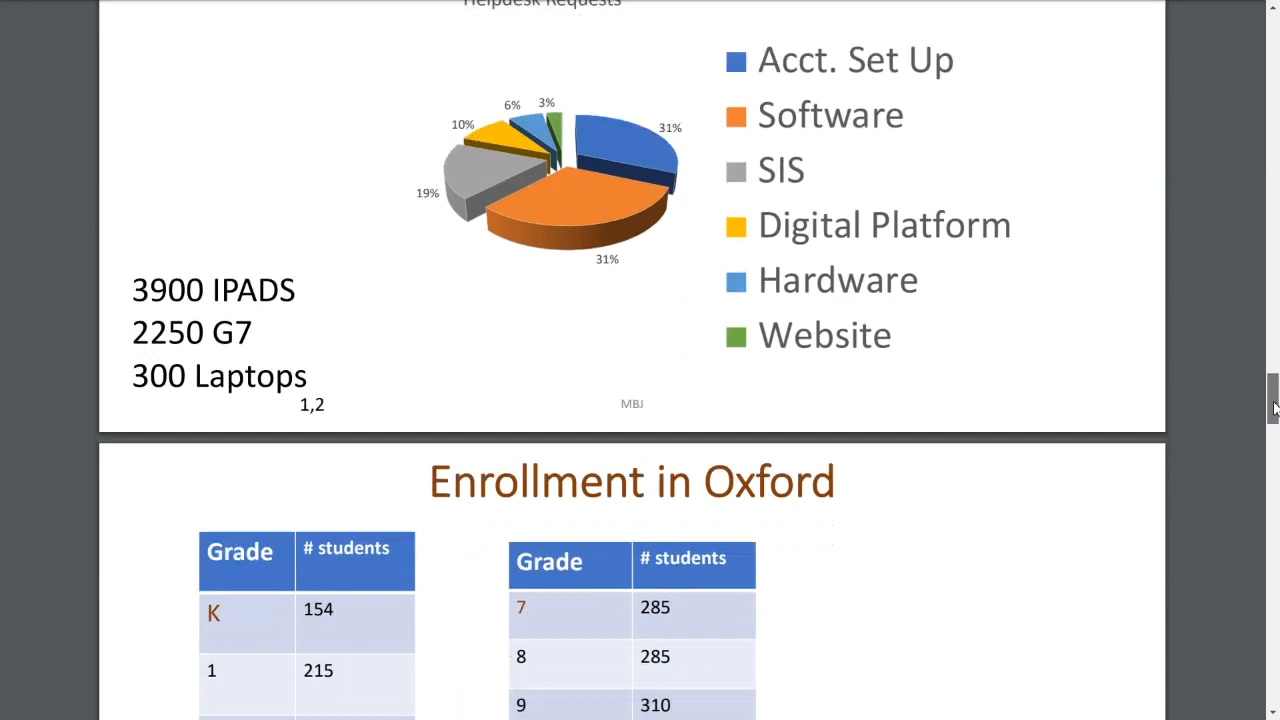 Helpdesk Requests
Acct. Set Up
Software
SIS
Digital Platform
Hardware
Website
3%
6%
10%
31%
19%
31%
3900 IPADS
2250 G7
300 Laptops
1,2
MBJ
Enrollment in Oxford
Grade # students
K 154
1 215
Grade # students
7 285
8 285
9 310